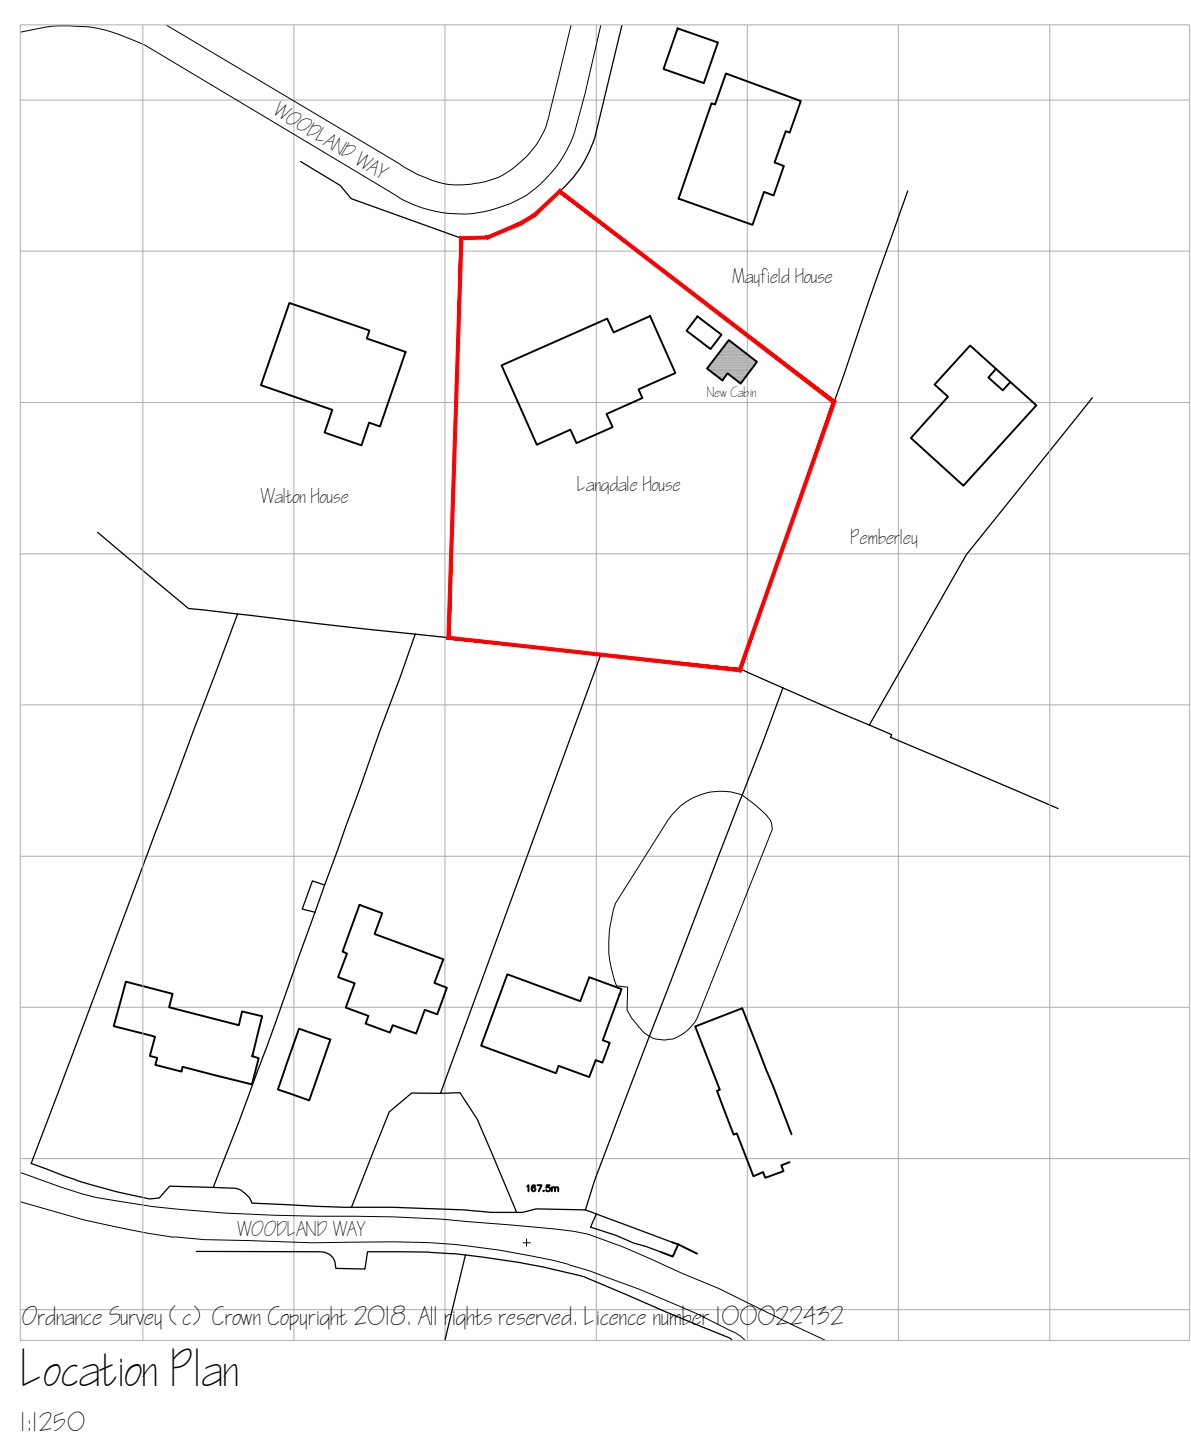 WOODLAND WAY
Mayfield House
New Cabin
Langdale House
Walton House
Pemberley
167.5m
WOODLAND WAY
Ordnance Survey (c) Crown Copyright 2018. All rights reserved. Licence number 100022432
Location Plan
1:1250